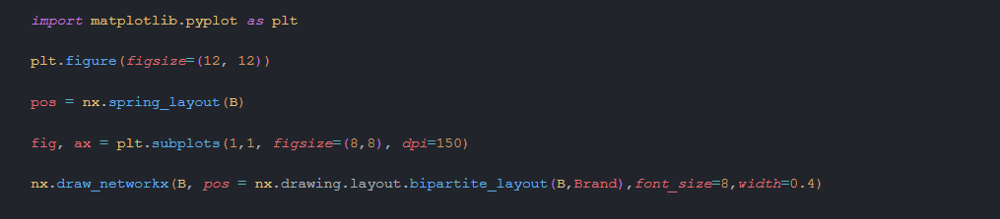 import matplotlib.pyplot as plt
plt.figure(figsize=(12, 12))
pos = nx.spring_layout(B)
fig, ax = plt.subplots(1,1, figsize=(8,8), dpi=150)
nx.draw_networkx(B, pos = nx.drawing.layout.bipartite_layout(B,Brand),font_size=8,width=0.4)